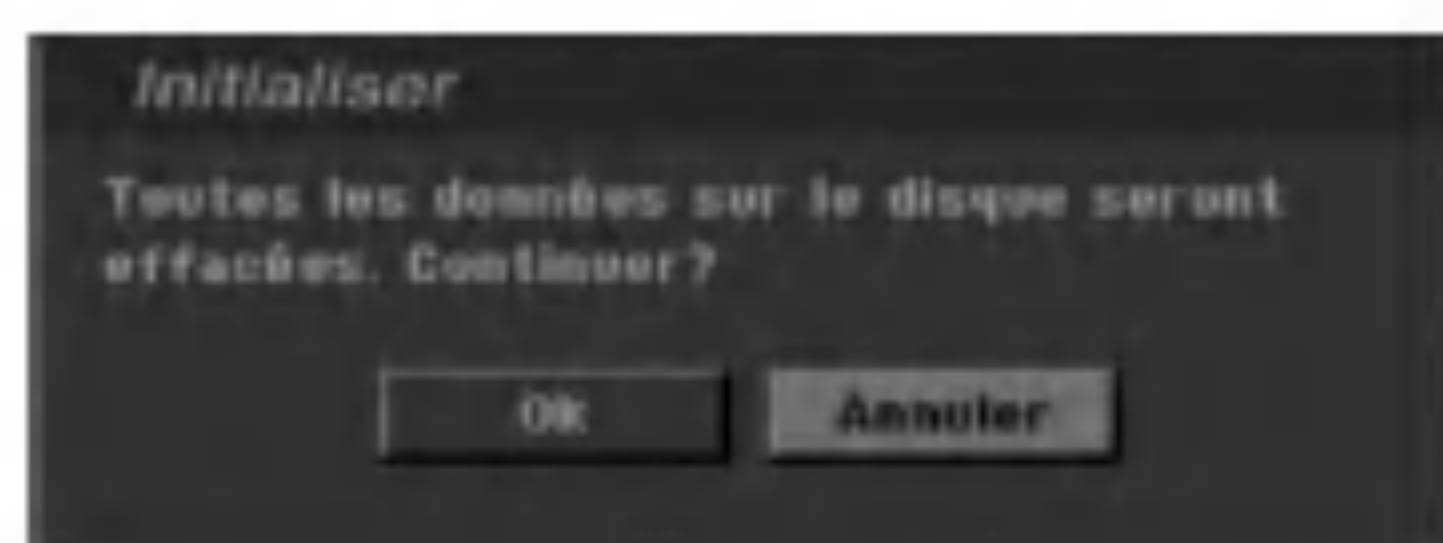 Initialiser
Toutes les données sur le disque seront
effacées. Continuer?
Ok
Annuler